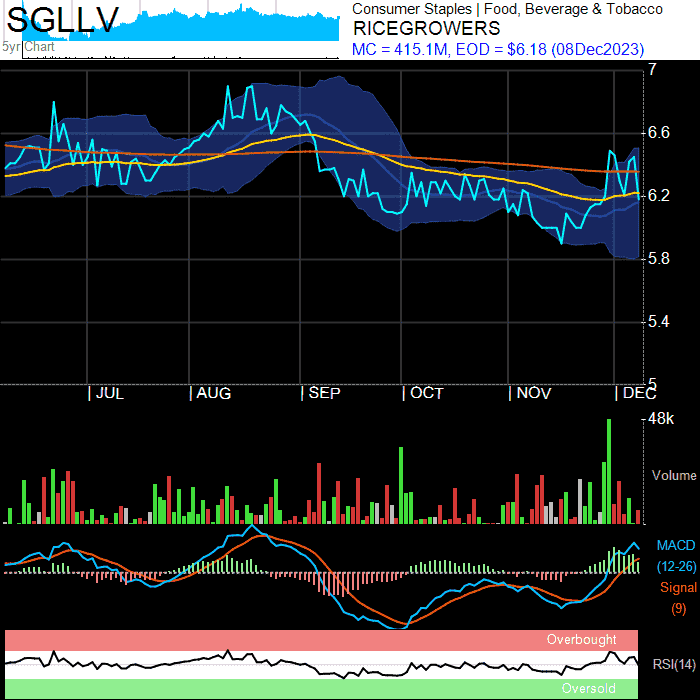 SGLLV
Consumer Staples | Food, Beverage & Tobacco
RICEGROWERS
MC = 415.1M, EOD = $6.18 (08Dec2023)
5yr Chart
7
6.6
6.2
5.8
5.4
5
| JUL | AUG | SEP | OCT | NOV | DEC
48k
Volume
MACD
(12-26)
Signal
(9)
Overbought
RSI(14)
Oversold